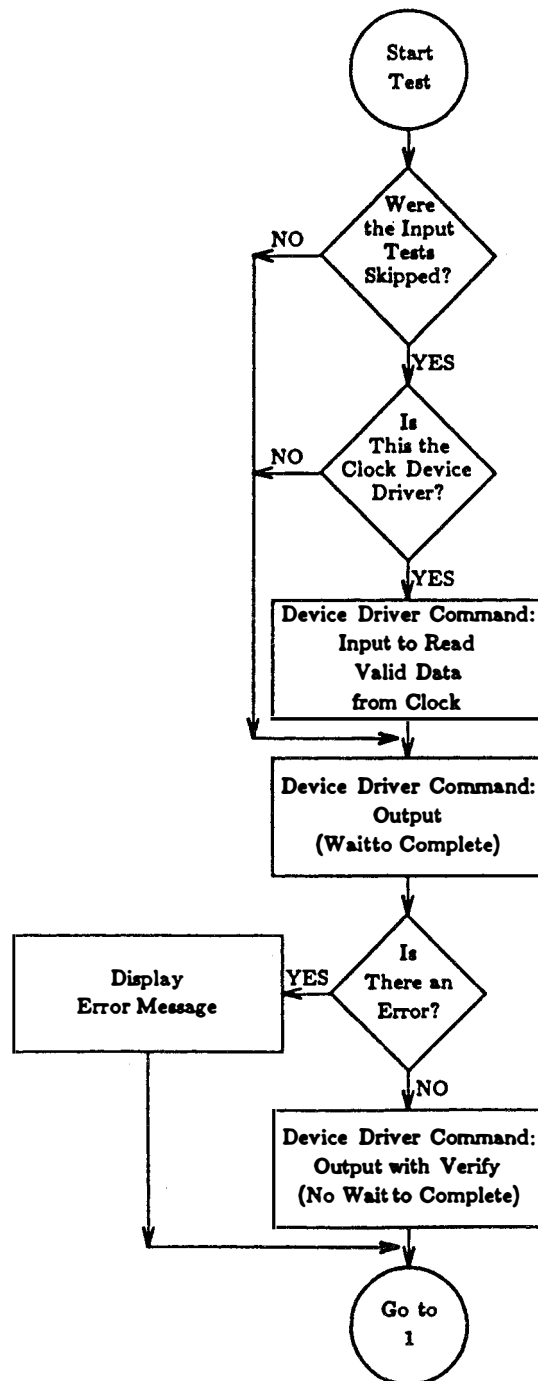 Start
Test
Were
the Input
Tests
Skipped?
NO
YES
Is
This the
Clock Device
Driver?
NO
YES
Device Driver Command:
Input to Read
Valid Data
from Clock
Device Driver Command:
Output
(Waitto Complete)
Is
There an
Error?
YES
Display
Error Message
NO
Device Driver Command:
Output with Verify
(No Wait to Complete)
Go to
1